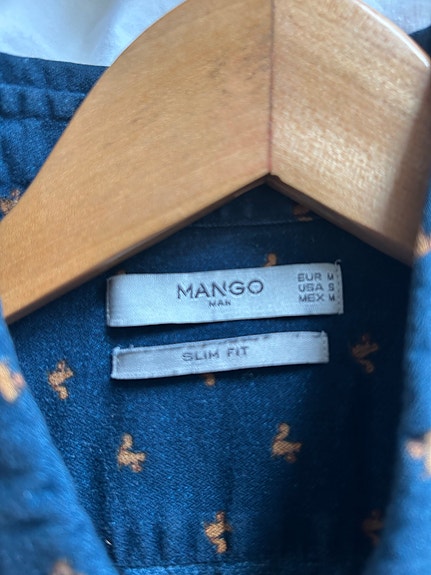 MANGO
MAN
EUR M
USA S
MEX M
SLIM FIT